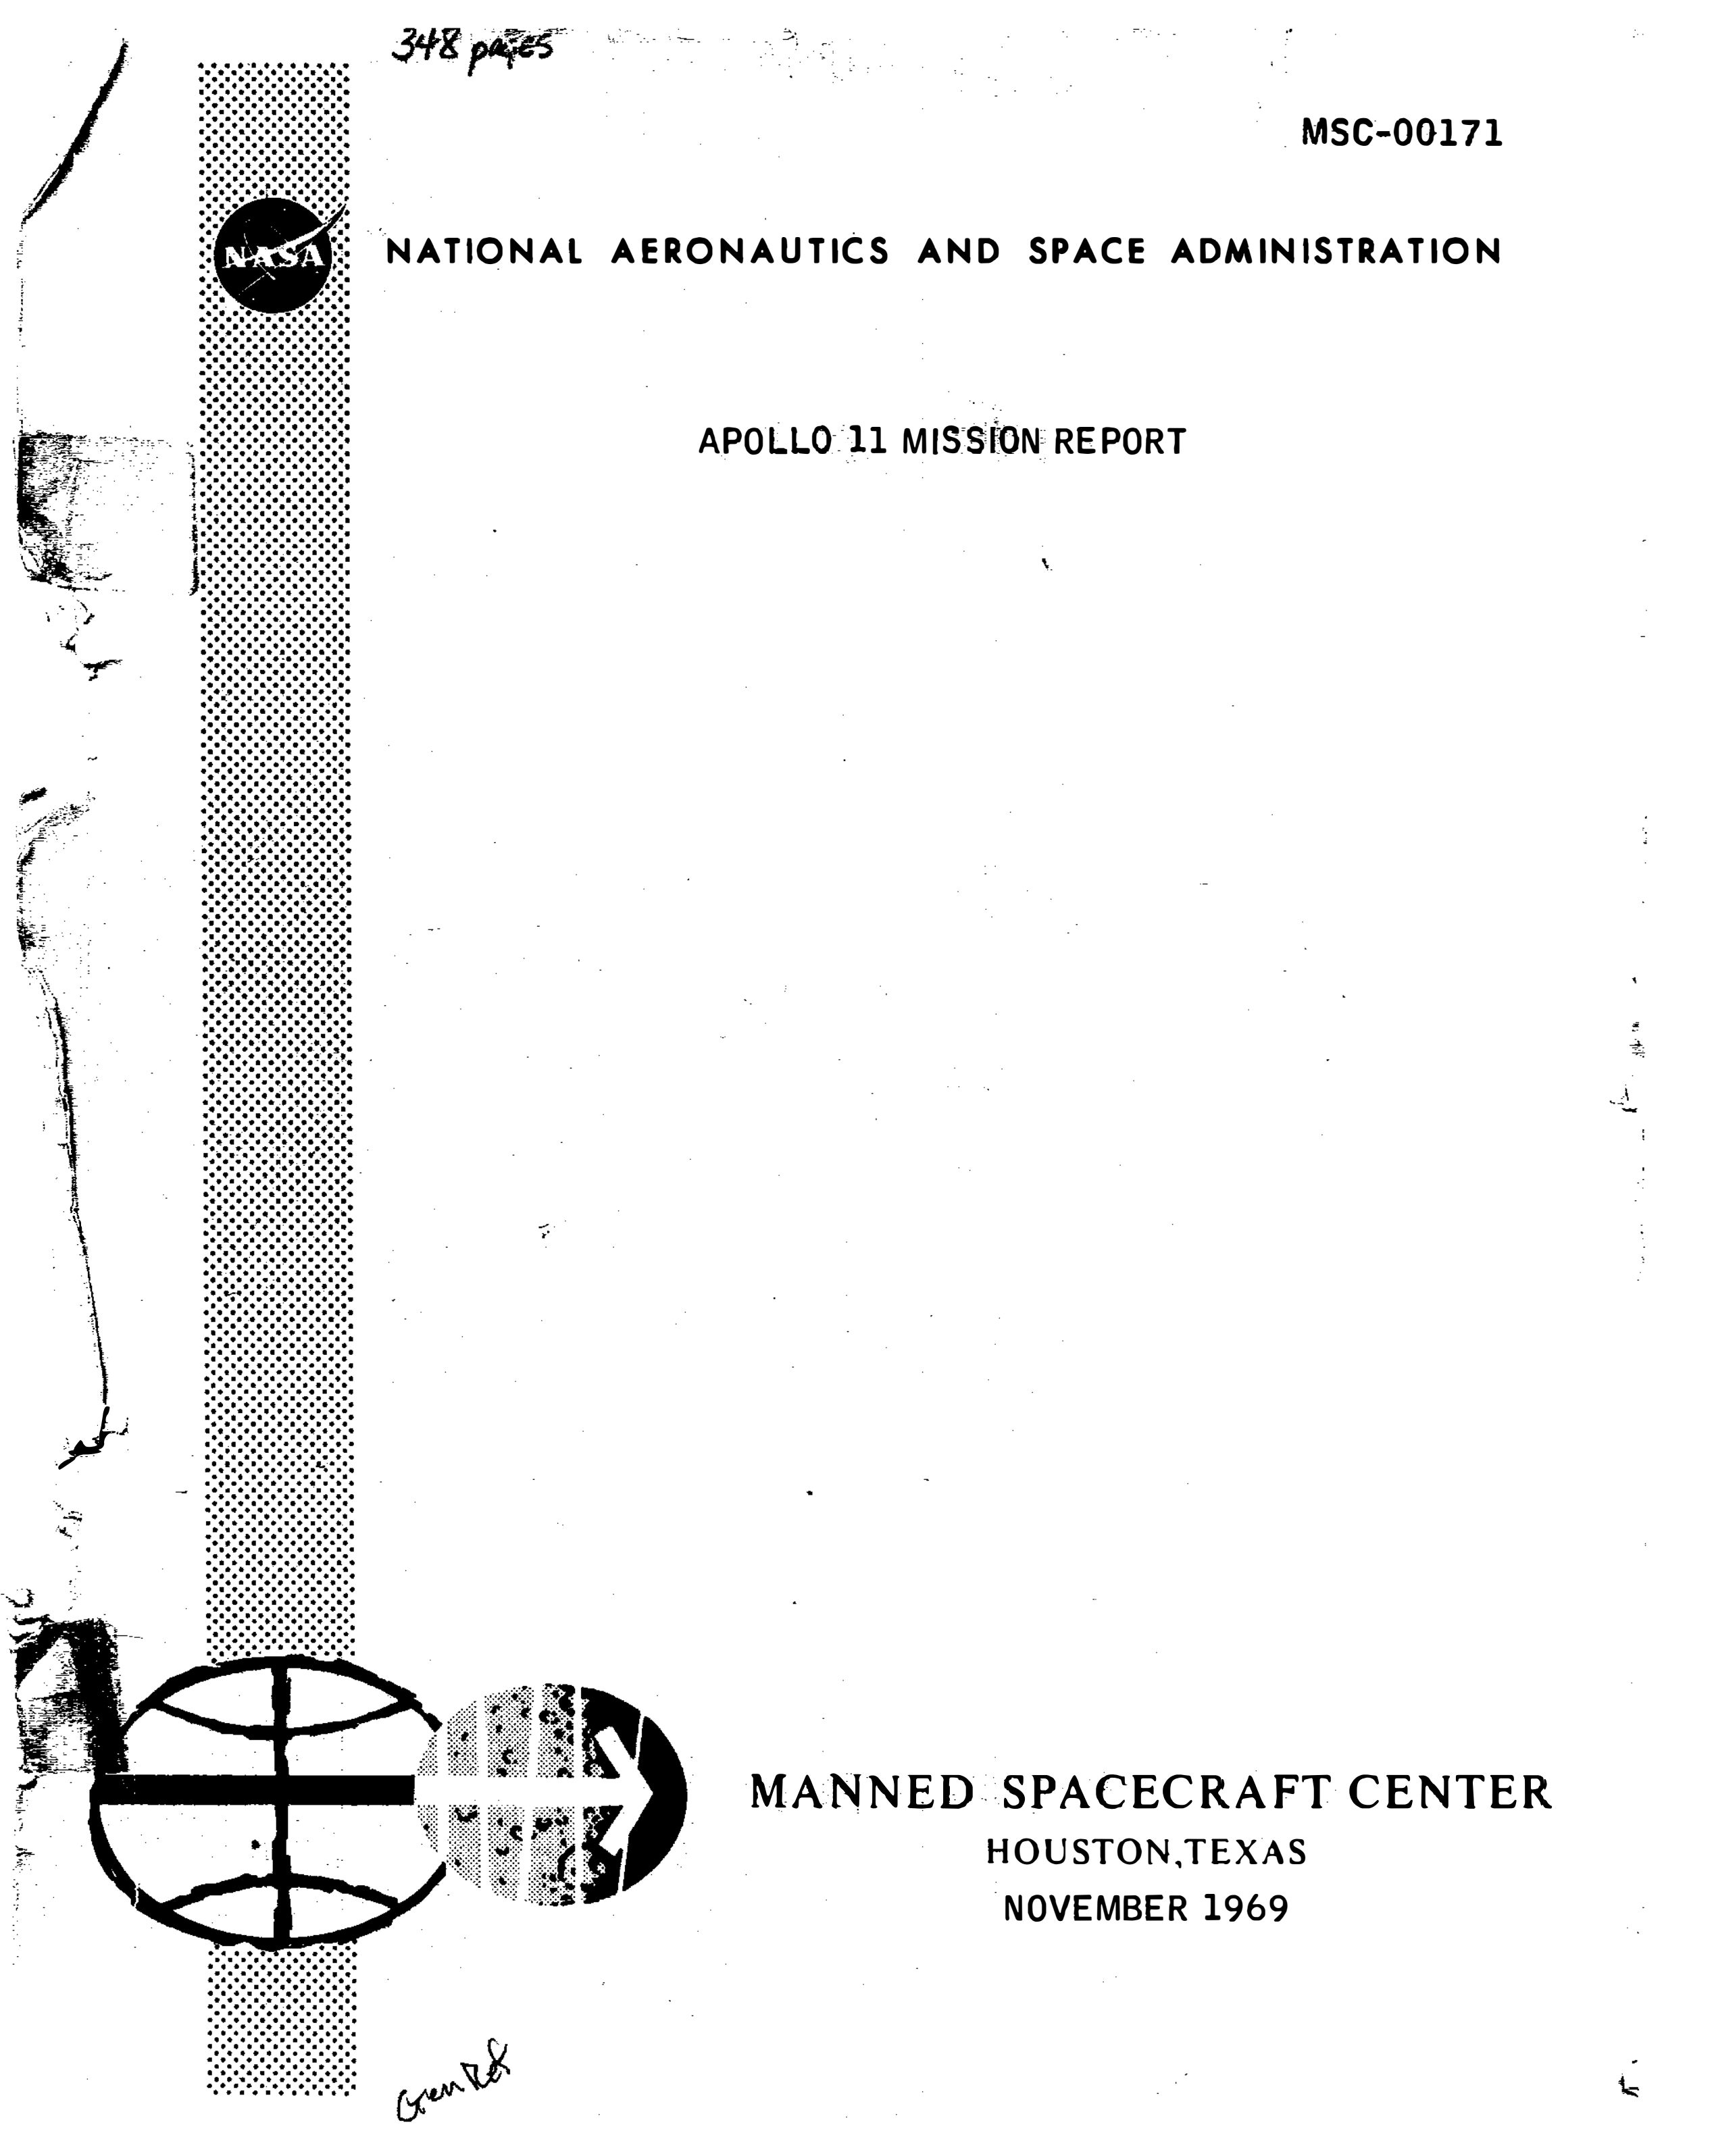 348 pages
MSC-00171
NASA
NATIONAL AERONAUTICS AND SPACE ADMINISTRATION
APOLLO 11 MISSION REPORT
MANNED SPACECRAFT CENTER
HOUSTON, TEXAS
NOVEMBER 1969
Gen Ref